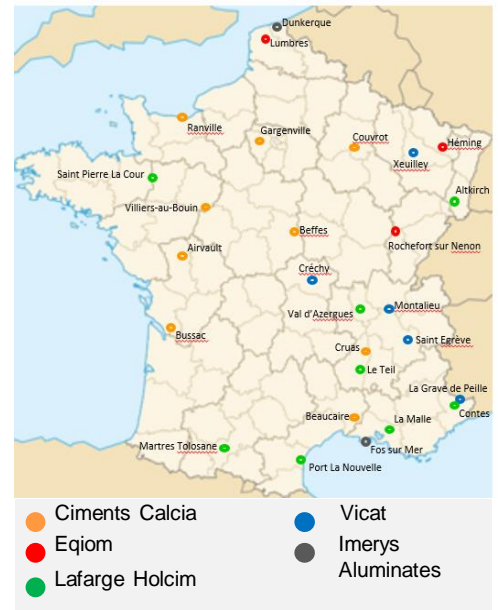 Dunkerque
Lumbres
Ranville
Gargenville
Couvrot
Héming
Xeuilley
Saint Pierre La Cour
Altkirch
Villiers-au-Bouin
Beffes
Rochefort sur Nenon
Airvault
Créchy
Val d'Azergues
Montalieu
Bussac
Saint Egrève
Cruas
Le Teil
La Grave de Peille
Beaucaire
La Malle
Contes
Martres Tolosane
Fos sur Mer
Port La Nouvelle
Ciments Calcia
Vicat
Eqiom
Imerys
Aluminates
Lafarge Holcim